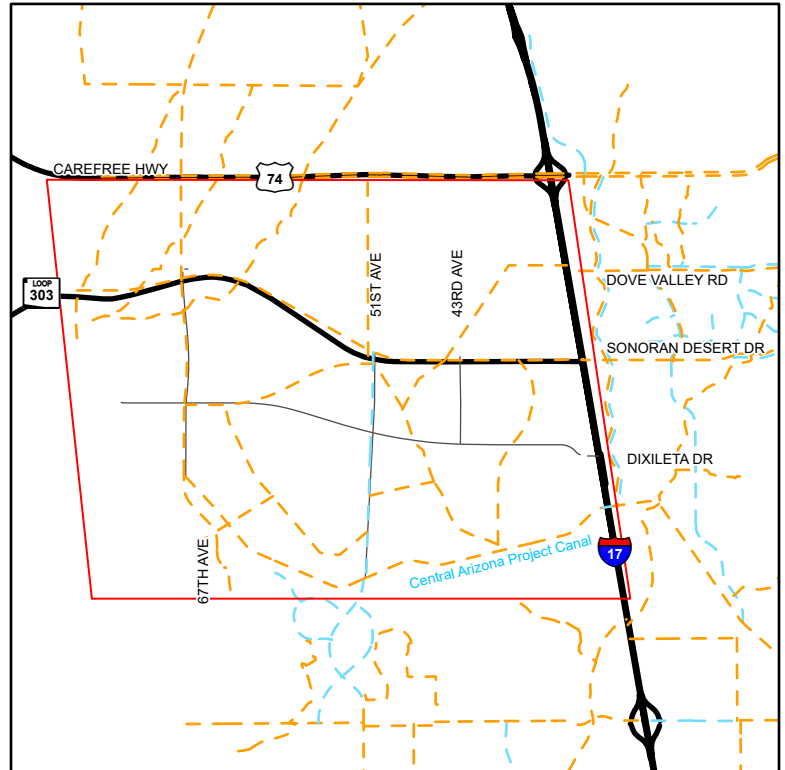 CAREFREE HWY
74
LOOP
303
51ST AVE
43RD AVE
DOVE VALLEY RD
SONORAN DESERT DR
DIXILETA DR
67TH AVE
Central Arizona Project Canal
17